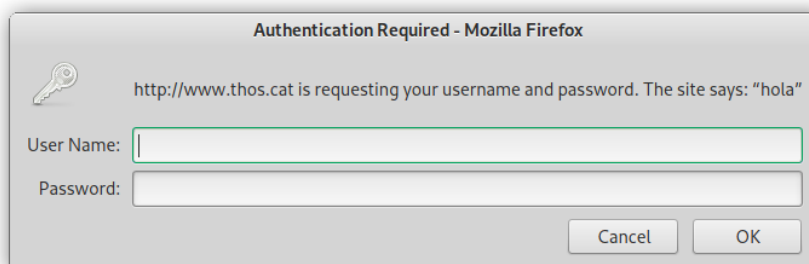 Authentication Required - Mozilla Firefox
http://www.thos.cat is requesting your username and password. The site says: “hola”
User Name:
Password:
Cancel
OK